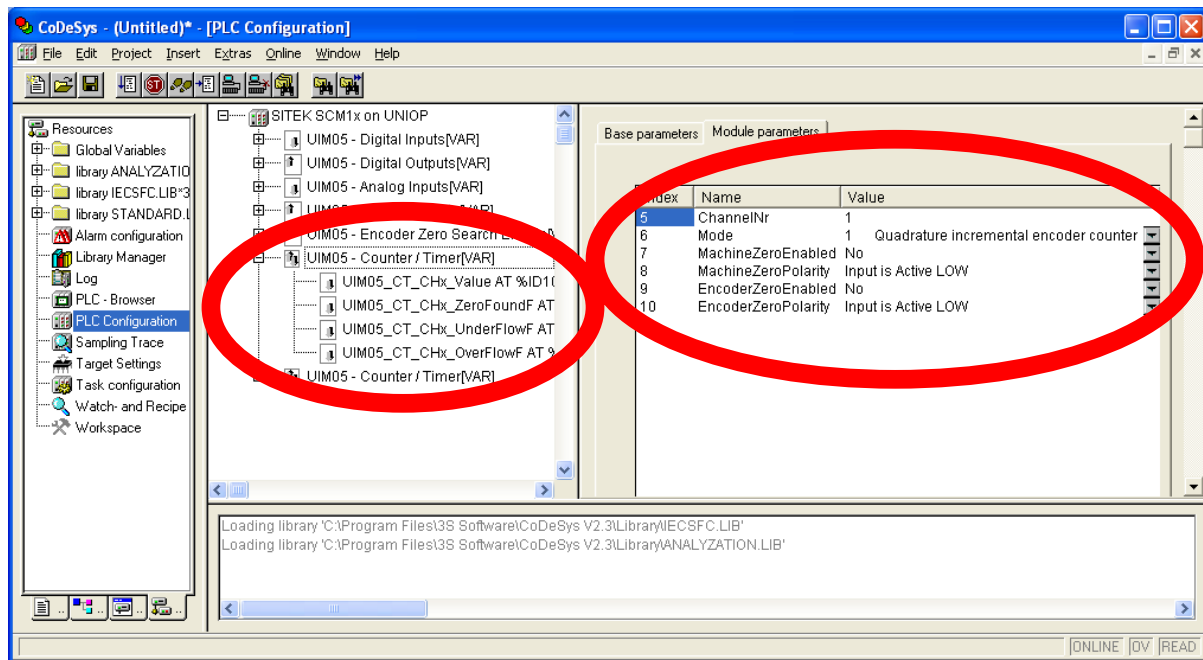 CoDeSys - (Untitled)* - [PLC Configuration]
File Edit Project Insert Extras Online Window Help
Resources
Global Variables
library ANALYZATIO
library IECSFC.LIB*3
library STANDARD.L
Alarm configuration
Library Manager
Log
PLC - Browser
PLC Configuration
Sampling Trace
Target Settings
Task configuration
Watch- and Recipe
Workspace
SITEK SCM1x on UNIOP
UIM05 - Digital Inputs[VAR]
UIM05 - Digital Outputs[VAR]
UIM05 - Analog Inputs[VAR]
UIM05 - Encoder Zero Search
UIM05 - Counter / Timer[VAR]
UIM05_CT_CHx_Value AT %ID1
UIM05_CT_CHx_ZeroFoundF AT
UIM05_CT_CHx_UnderFlowF AT
UIM05_CT_CHx_OverFlowF AT %
UIM05 - Counter / Timer[VAR]
Base parameters Module parameters
Index Name Value
5 ChannelNr 1
6 Mode 1 Quadrature incremental encoder counter
7 MachineZeroEnabled No
8 MachineZeroPolarity Input is Active LOW
9 EncoderZeroEnabled No
10 EncoderZeroPolarity Input is Active LOW
Loading library 'C:\Program Files\3S Software\CoDeSys V2.3\Library\IECSFC.LIB'
Loading library 'C:\Program Files\3S Software\CoDeSys V2.3\Library\ANALYZATION.LIB'
ONLINE OV READ